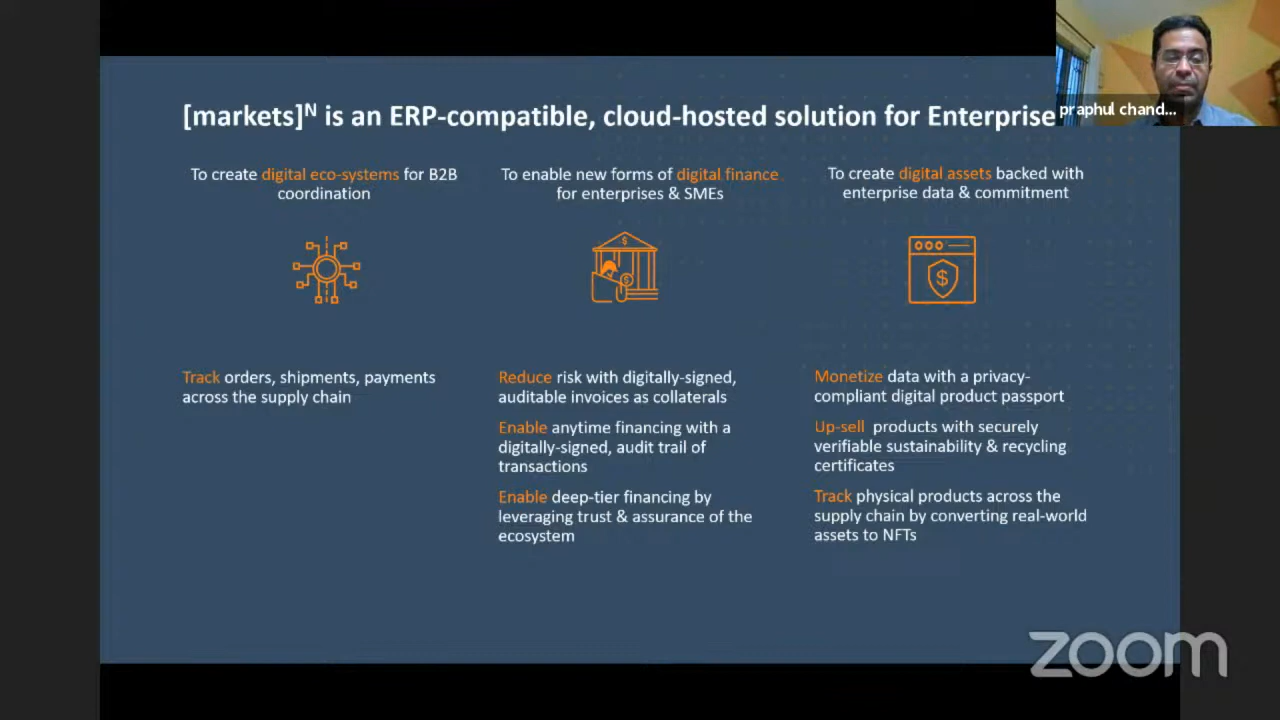 [markets]ᴺ is an ERP-compatible, cloud-hosted solution for Enterprise
praphul chand...
To create digital eco-systems for B2B
coordination
To enable new forms of digital finance
for enterprises & SMEs
To create digital assets backed with
enterprise data & commitment
Track orders, shipments, payments
across the supply chain
Reduce risk with digitally-signed,
auditable invoices as collaterals
Enable anytime financing with a
digitally-signed, audit trail of
transactions
Enable deep-tier financing by
leveraging trust & assurance of the
ecosystem
Monetize data with a privacy-
compliant digital product passport
Up-sell products with securely
verifiable sustainability & recycling
certificates
Track physical products across the
supply chain by converting real-world
assets to NFTs
zoom